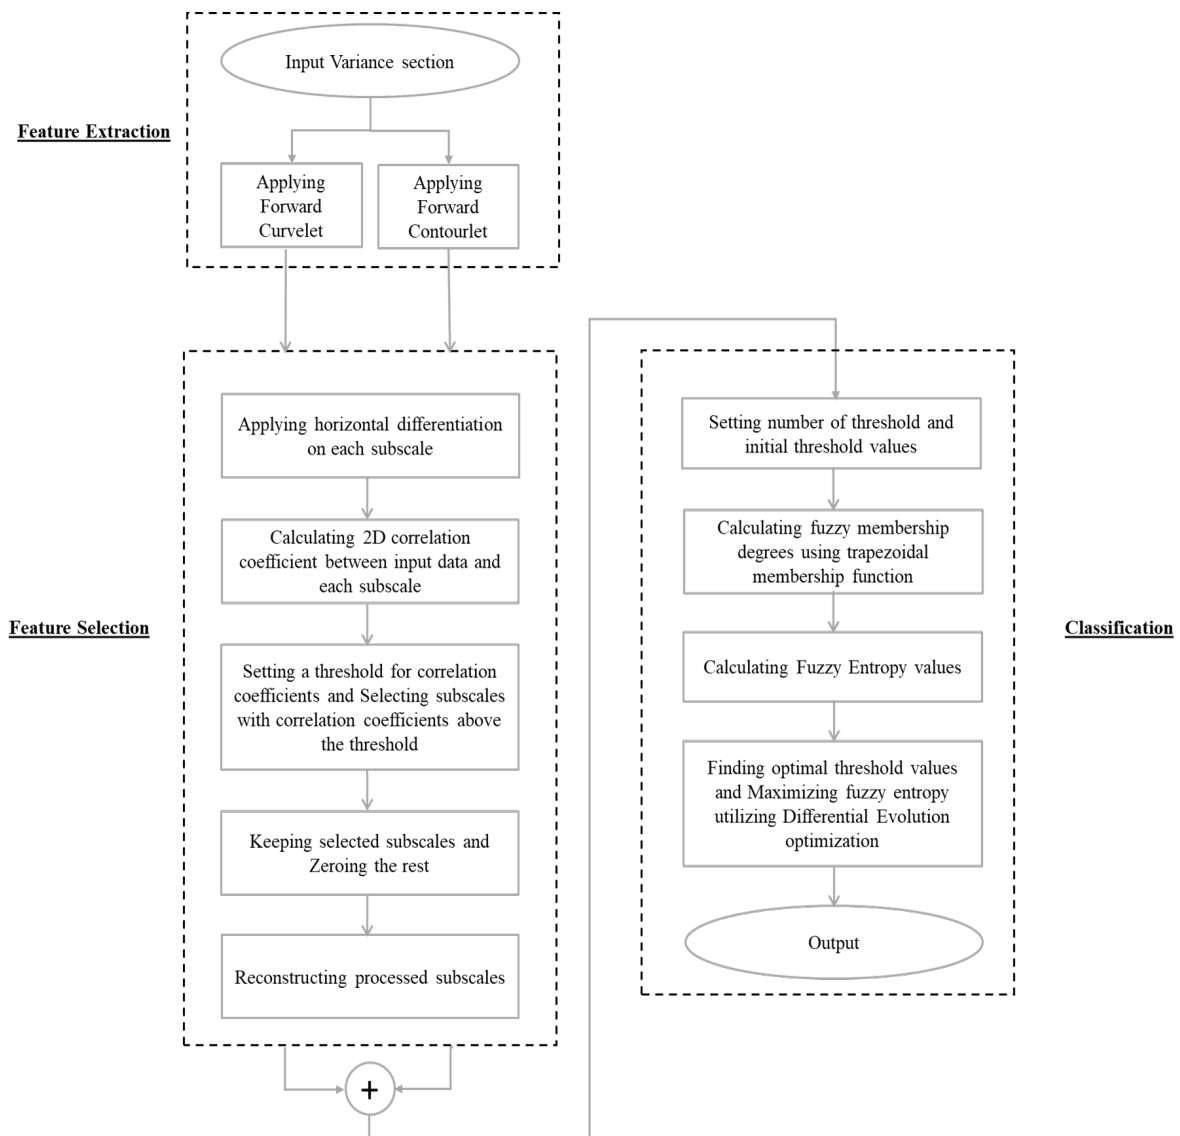 Input Variance section
Feature Extraction
Applying
Forward
Curvelet
Applying
Forward
Contourlet
Applying horizontal differentiation
on each subscale
Calculating 2D correlation
coefficient between input data and
each subscale
Feature Selection
Setting a threshold for correlation
coefficients and Selecting subscales
with correlation coefficients above
the threshold
Keeping selected subscales and
Zeroing the rest
Reconstructing processed subscales
+
Setting number of threshold and
initial threshold values
Calculating fuzzy membership
degrees using trapezoidal
membership function
Classification
Calculating Fuzzy Entropy values
Finding optimal threshold values
and Maximizing fuzzy entropy
utilizing Differential Evolution
optimization
Output